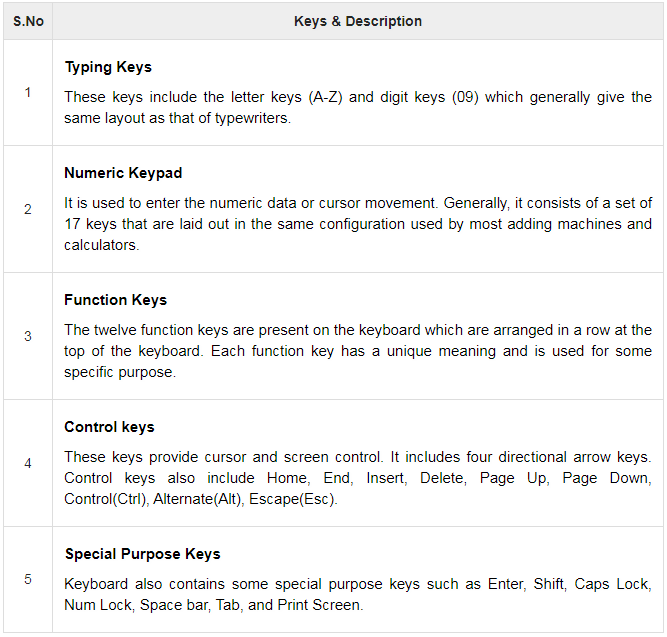 S.No Keys & Description
Typing Keys
1
These keys include the letter keys (A-Z) and digit keys (09) which generally give the
same layout as that of typewriters.
Numeric Keypad
2
It is used to enter the numeric data or cursor movement. Generally, it consists of a set of
17 keys that are laid out in the same configuration used by most adding machines and
calculators.
Function Keys
3
The twelve function keys are present on the keyboard which are arranged in a row at the
top of the keyboard. Each function key has a unique meaning and is used for some
specific purpose.
Control keys
4
These keys provide cursor and screen control. It includes four directional arrow keys.
Control keys also include Home, End, Insert, Delete, Page Up, Page Down,
Control(Ctrl), Alternate(Alt), Escape(Esc).
Special Purpose Keys
5
Keyboard also contains some special purpose keys such as Enter, Shift, Caps Lock,
Num Lock, Space bar, Tab, and Print Screen.